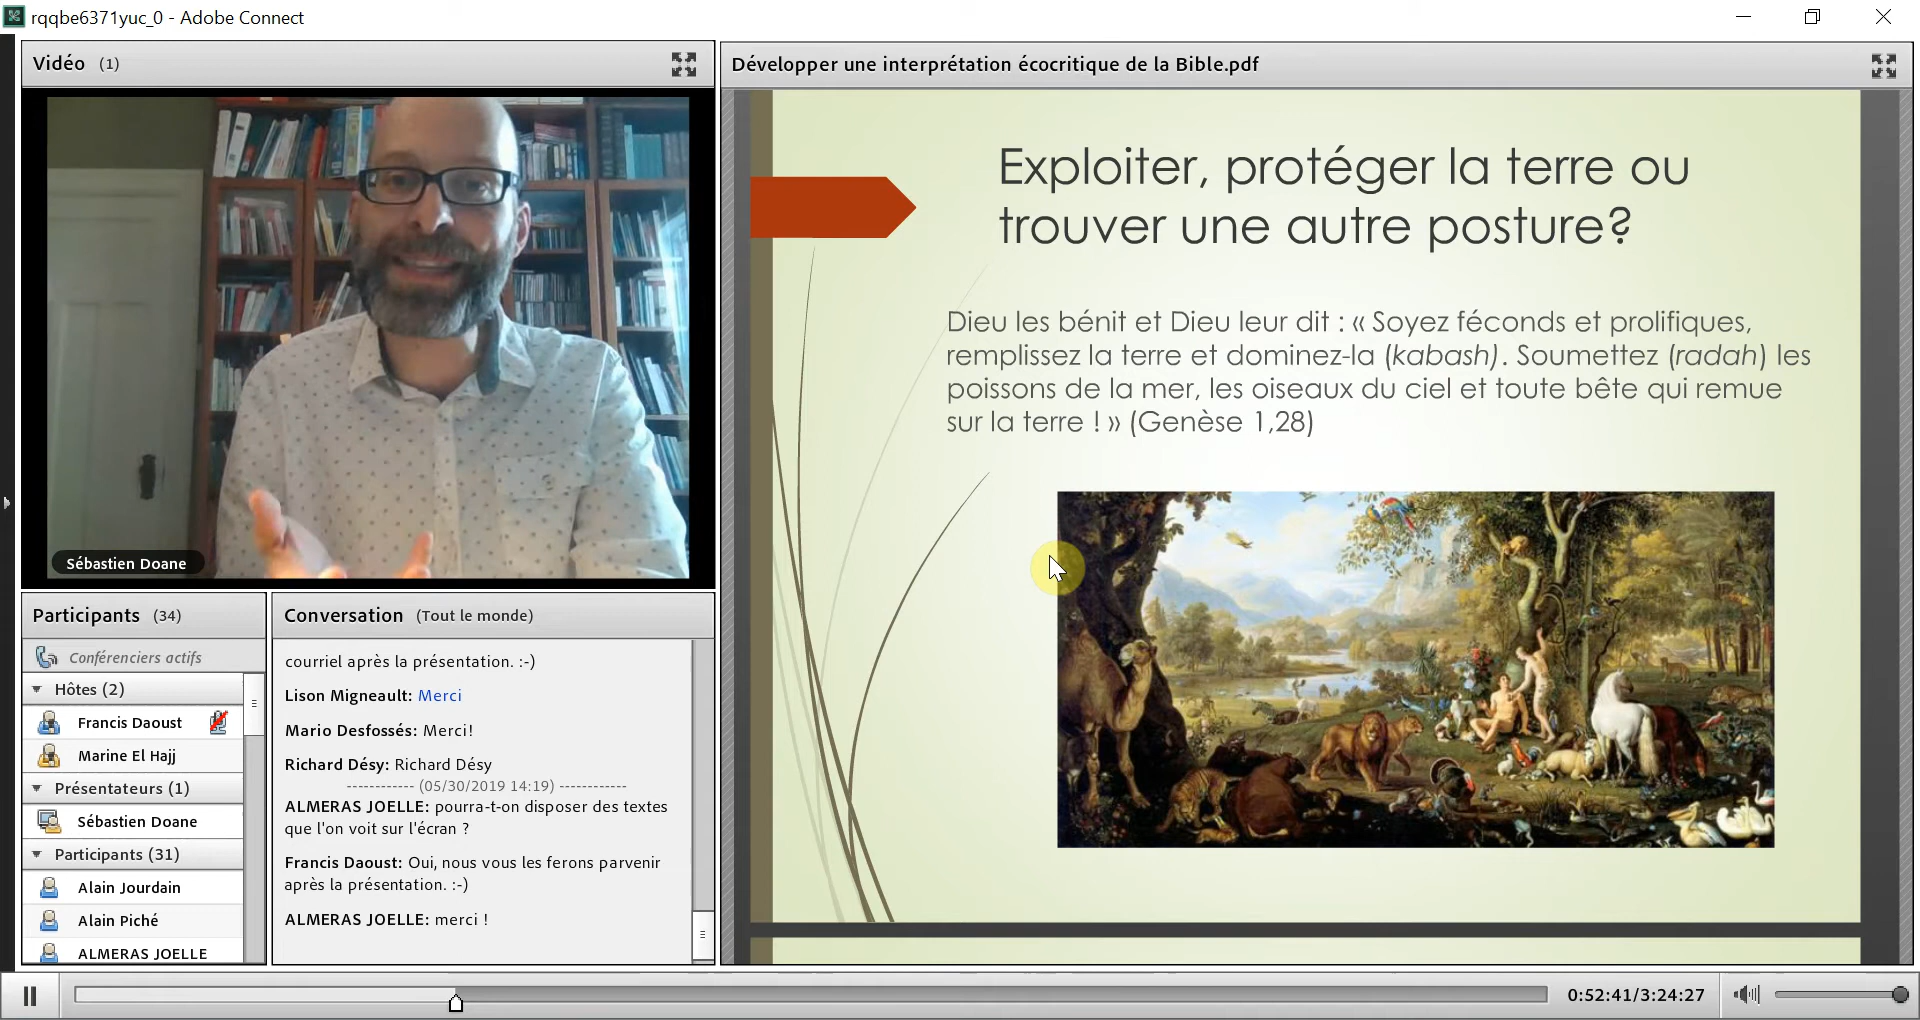 rqqbe6371yuc_0 - Adobe Connect
Vidéo (1)
Sébastien Doane
Participants (34)
Conférenciers actifs
Hôtes (2)
Francis Daoust
Marine El Hajj
Présentateurs (1)
Sébastien Doane
Participants (31)
Alain Jourdain
Alain Piché
ALMERAS JOELLE
Conversation (Tout le monde)
courriel après la présentation. :-)
Lison Migneault: Merci
Mario Desfossés: Merci!
Richard Désy: Richard Désy
------------ (05/30/2019 14:19) ------------
ALMERAS JOELLE: pourra-t-on disposer des textes
que l'on voit sur l'écran ?
Francis Daoust: Oui, nous vous les ferons parvenir
après la présentation. :-)
ALMERAS JOELLE: merci !
Développer une interprétation écocritique de la Bible.pdf
Exploiter, protéger la terre ou
trouver une autre posture?
Dieu les bénit et Dieu leur dit : « Soyez féconds et prolifiques,
remplissez la terre et dominez-la (kabash). Soumettez (radah) les
poissons de la mer, les oiseaux du ciel et toute bête qui remue
sur la terre ! » (Genèse 1,28)
0:52:41/3:24:27